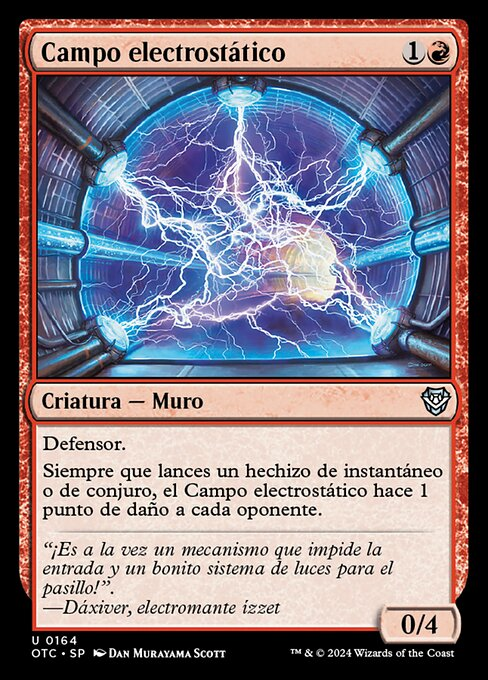 Campo electrostático 1
Criatura — Muro
Defensor.
Siempre que lances un hechizo de instantáneo
o de conjuro, el Campo electrostático hace 1
punto de daño a cada oponente.
“¡Es a la vez un mecanismo que impide la
entrada y un bonito sistema de luces para el
pasillo!”.
—Dáxiver, electromante ízzet
0/4
U 0164
OTC • SP Dan Murayama Scott
™ & © 2024 Wizards of the Coast